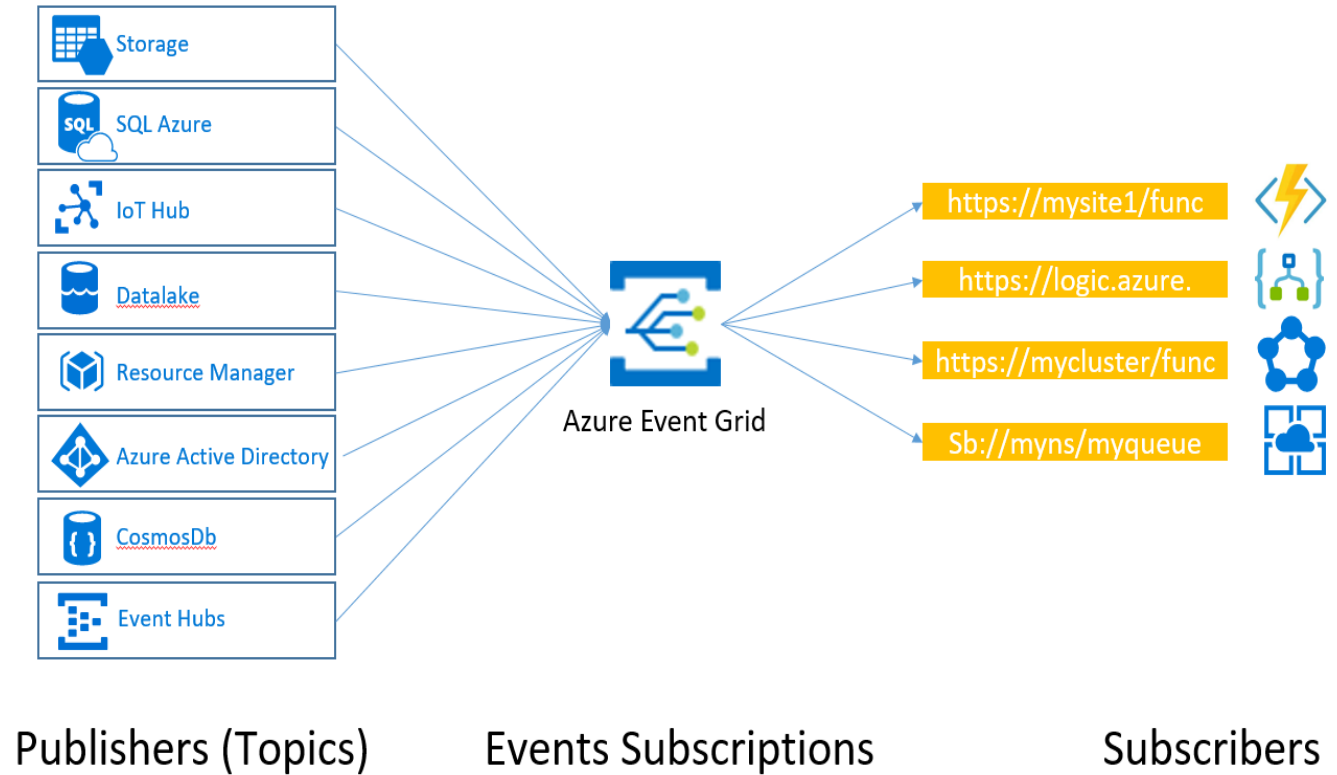 Storage
SQL
SQL Azure
IoT Hub
Datalake
Resource Manager
Azure Active Directory
CosmosDb
Event Hubs
Azure Event Grid
https://mysite1/func
https://logic.azure.
https://mycluster/func
Sb://myns/myqueue
Publishers (Topics)
Events Subscriptions
Subscribers